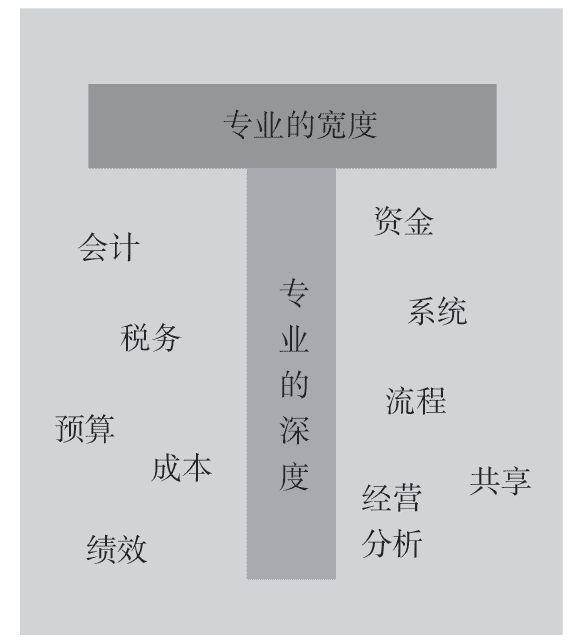 专业的宽度
会计
税务
预算
成本
绩效
专业的深度
资金
系统
流程
经营
分析
共享